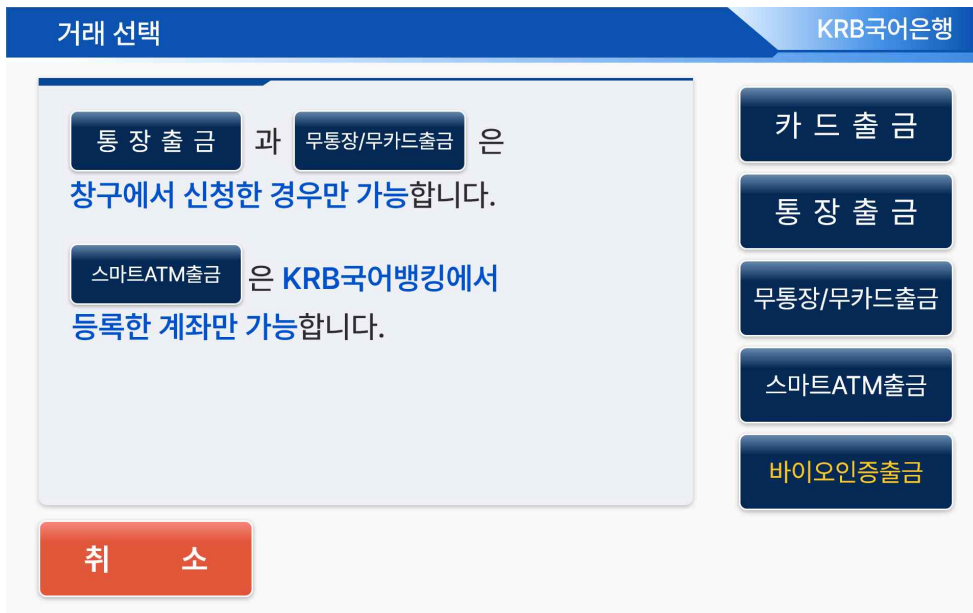 거래 선택
KRB국어은행
통 장 출 금 과 무통장/무카드출금 은
창구에서 신청한 경우만 가능합니다.
스마트ATM출금 은 KRB국어뱅킹에서
등록한 계좌만 가능합니다.
카 드 출 금
통 장 출 금
무통장/무카드출금
스마트ATM출금
바이오인증출금
취 소